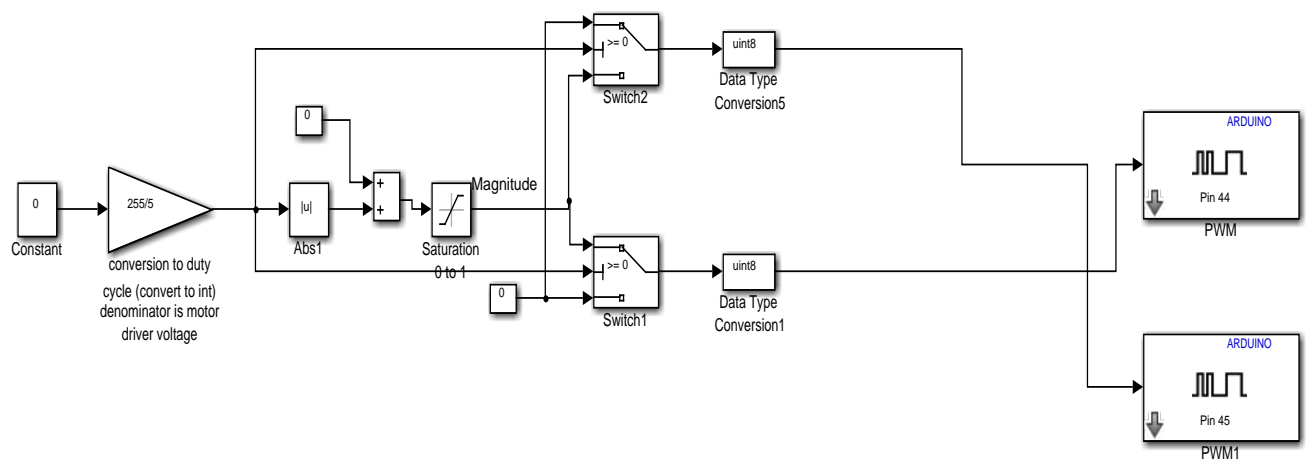 >= 0
Switch2
uint8
Data Type
Conversion5
0
ARDUINO
Pin 44
PWM
0
Constant
255/5
conversion to duty
cycle (convert to int)
denominator is motor
driver voltage
|u|
Abs1
+
+
Magnitude
Saturation
0 to 1
0
>= 0
Switch1
uint8
Data Type
Conversion1
ARDUINO
Pin 45
PWM1